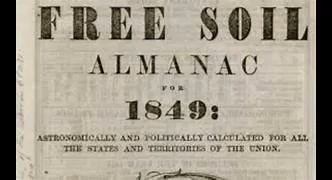 FREE SOIL
ALMANAC
FOR
1849:
ASTRONOMICALLY AND POLITICALLY CALCULATED FOR ALL
THE STATES AND TERRITORIES OF THE UNION.